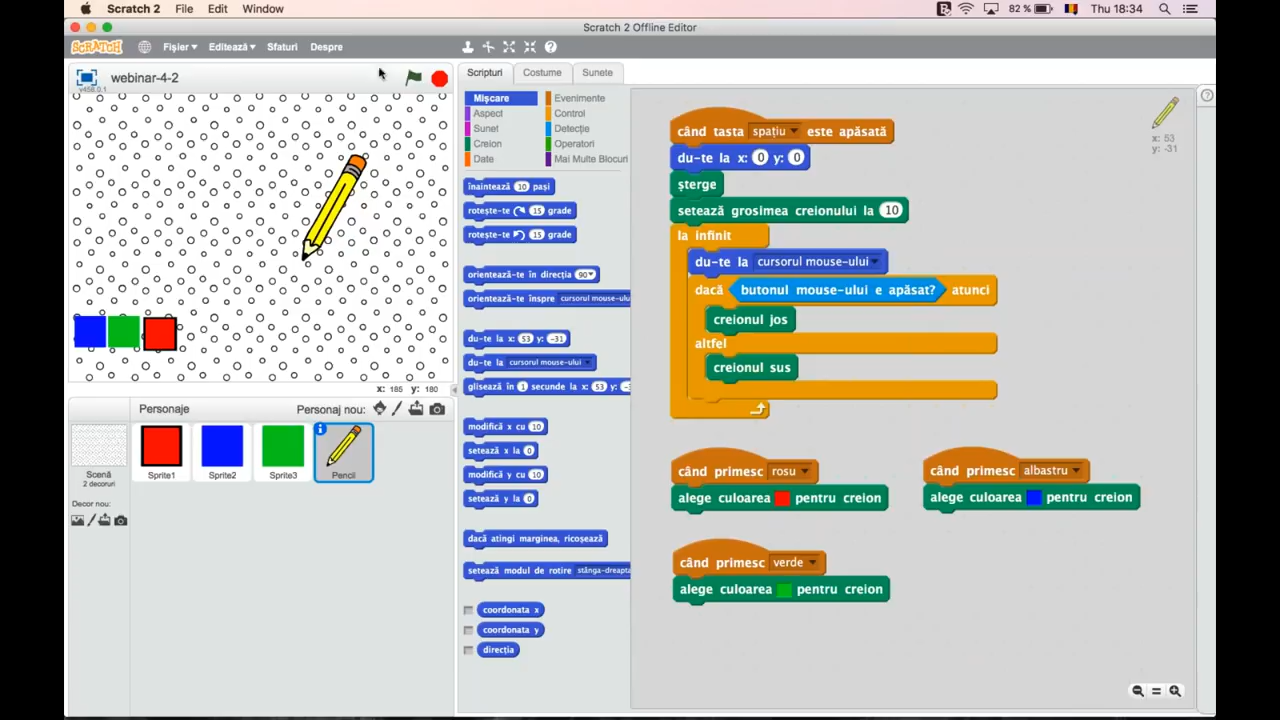 Scratch 2 File Edit Window 82 % Thu 18:34
Scratch 2 Offline Editor
SCRATCH Fișier Editează Sfaturi Despre
webinar-4-2
v458.0.1
x: 185 y: 180
Personaje Personaj nou:
Scenă
2 decoruri
Decor nou:
Sprite1 Sprite2 Sprite3 Pencil
Scripturi Costume Sunete
Mișcare Evenimente
Aspect Control
Sunet Detecție
Creion Operatori
Date Mai Multe Blocuri
înaintează 10 pași
rotește-te 15 grade
rotește-te 15 grade
orientează-te în direcția 90
orientează-te înspre cursorul mouse-ulu
du-te la x: 53 y: -31
du-te la cursorul mouse-ului
glisează în 1 secunde la x: 53 y: -3
modifică x cu 10
setează x la 0
modifică y cu 10
setează y la 0
dacă atingi marginea, ricoșează
setează modul de rotire stânga-dreapta
coordonata x
coordonata y
direcția
când tasta spațiu este apăsată
du-te la x: 0 y: 0
șterge
setează grosimea creionului la 10
la infinit
du-te la cursorul mouse-ului
dacă butonul mouse-ului e apăsat? atunci
creionul jos
altfel
creionul sus
când primesc rosu
alege culoarea pentru creion
când primesc albastru
alege culoarea pentru creion
când primesc verde
alege culoarea pentru creion
x: 53
y: -31